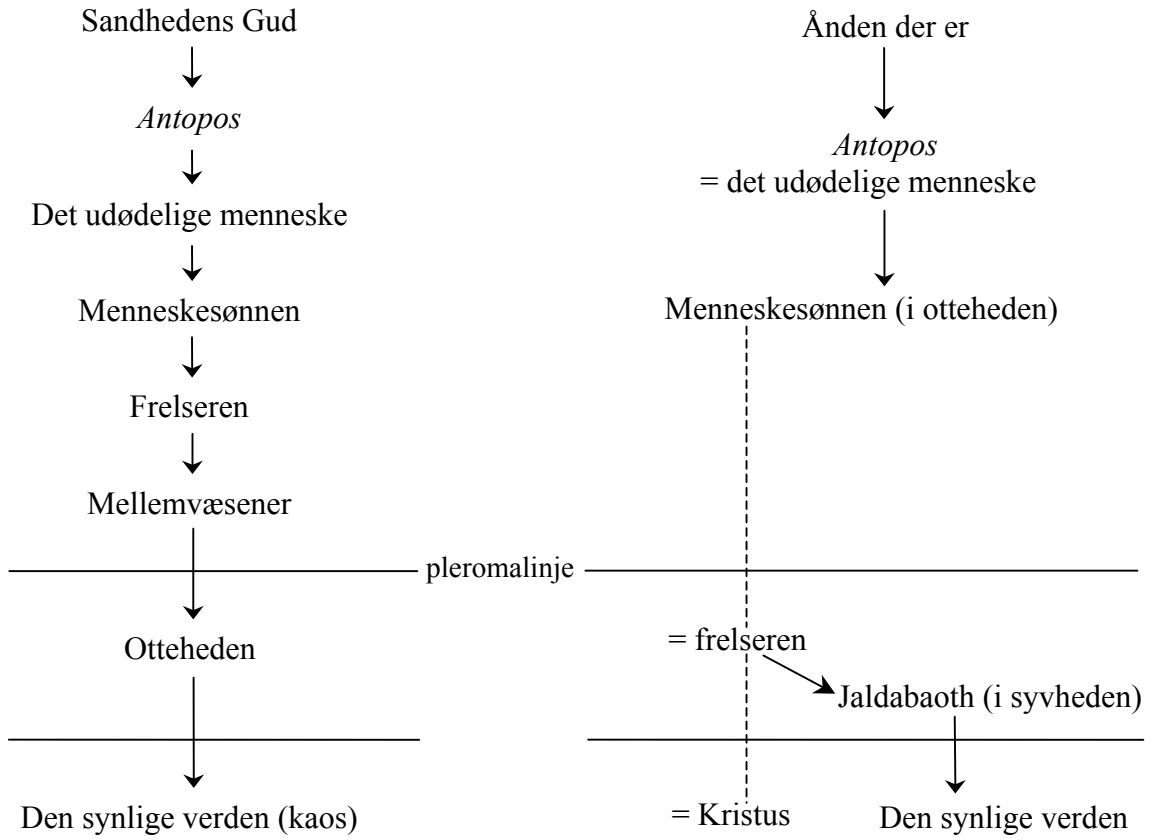 Sandhedens Gud
Antopos
Det udødelige menneske
Menneskesønnen
Frelseren
Mellemvæsener
pleromalinje
Otteheden
Den synlige verden (kaos)
Ånden der er
Antopos
= det udødelige menneske
Menneskesønnen (i otteheden)
= frelseren
Jaldabaoth (i syvheden)
= Kristus
Den synlige verden